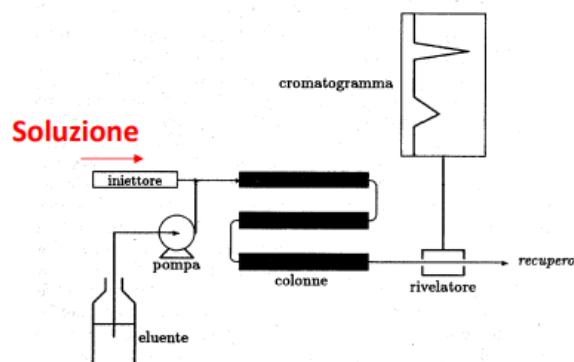 cromatogramma
Soluzione
iniettore
pompa
colonne
rivelatore
recupero
eluente